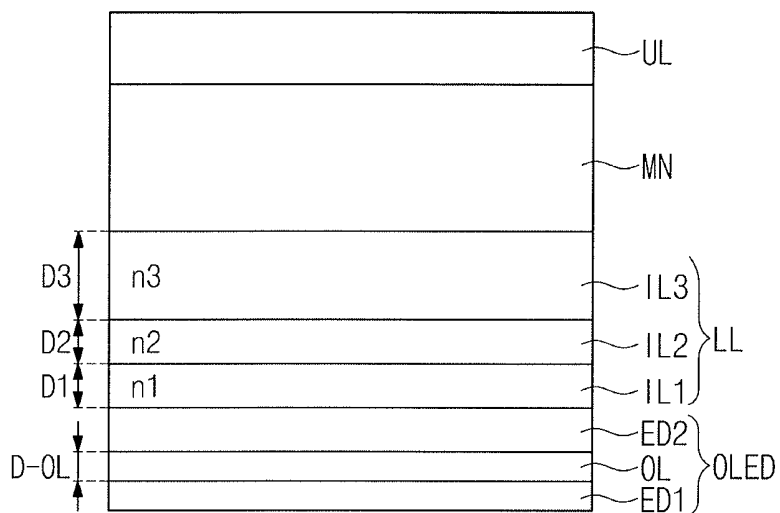 UL
MN
D3 n3 IL3
D2 n2 IL2 LL
D1 n1 IL1
ED2
D-OL OL OLED
ED1